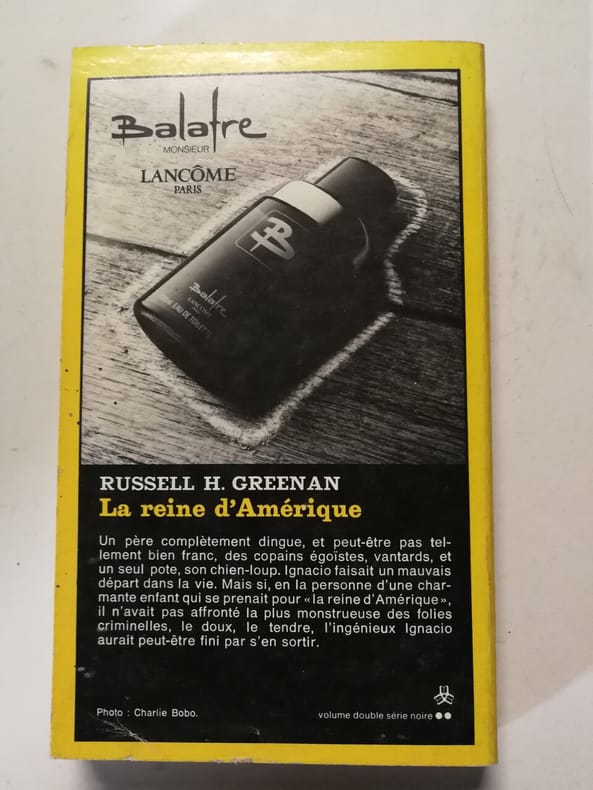 Balafre
MONSIEUR
LANCÔME
PARIS
Balafre
LANCÔME
PARIS
EAU DE TOILETTE
RUSSELL H. GREENAN
La reine d'Amérique
Un père complètement dingue, et peut-être pas tel-
lement bien franc, des copains égoïstes, vantards, et
un seul pote, son chien-loup. Ignacio faisait un mauvais
départ dans la vie. Mais si, en la personne d'une char-
mante enfant qui se prenait pour «la reine d'Amérique»,
il n'avait pas affronté la plus monstrueuse des folies
criminelles, le doux, le tendre, l'ingénieux Ignacio
aurait peut-être fini par s'en sortir.
Photo : Charlie Bobo.
volume double série noire ●●